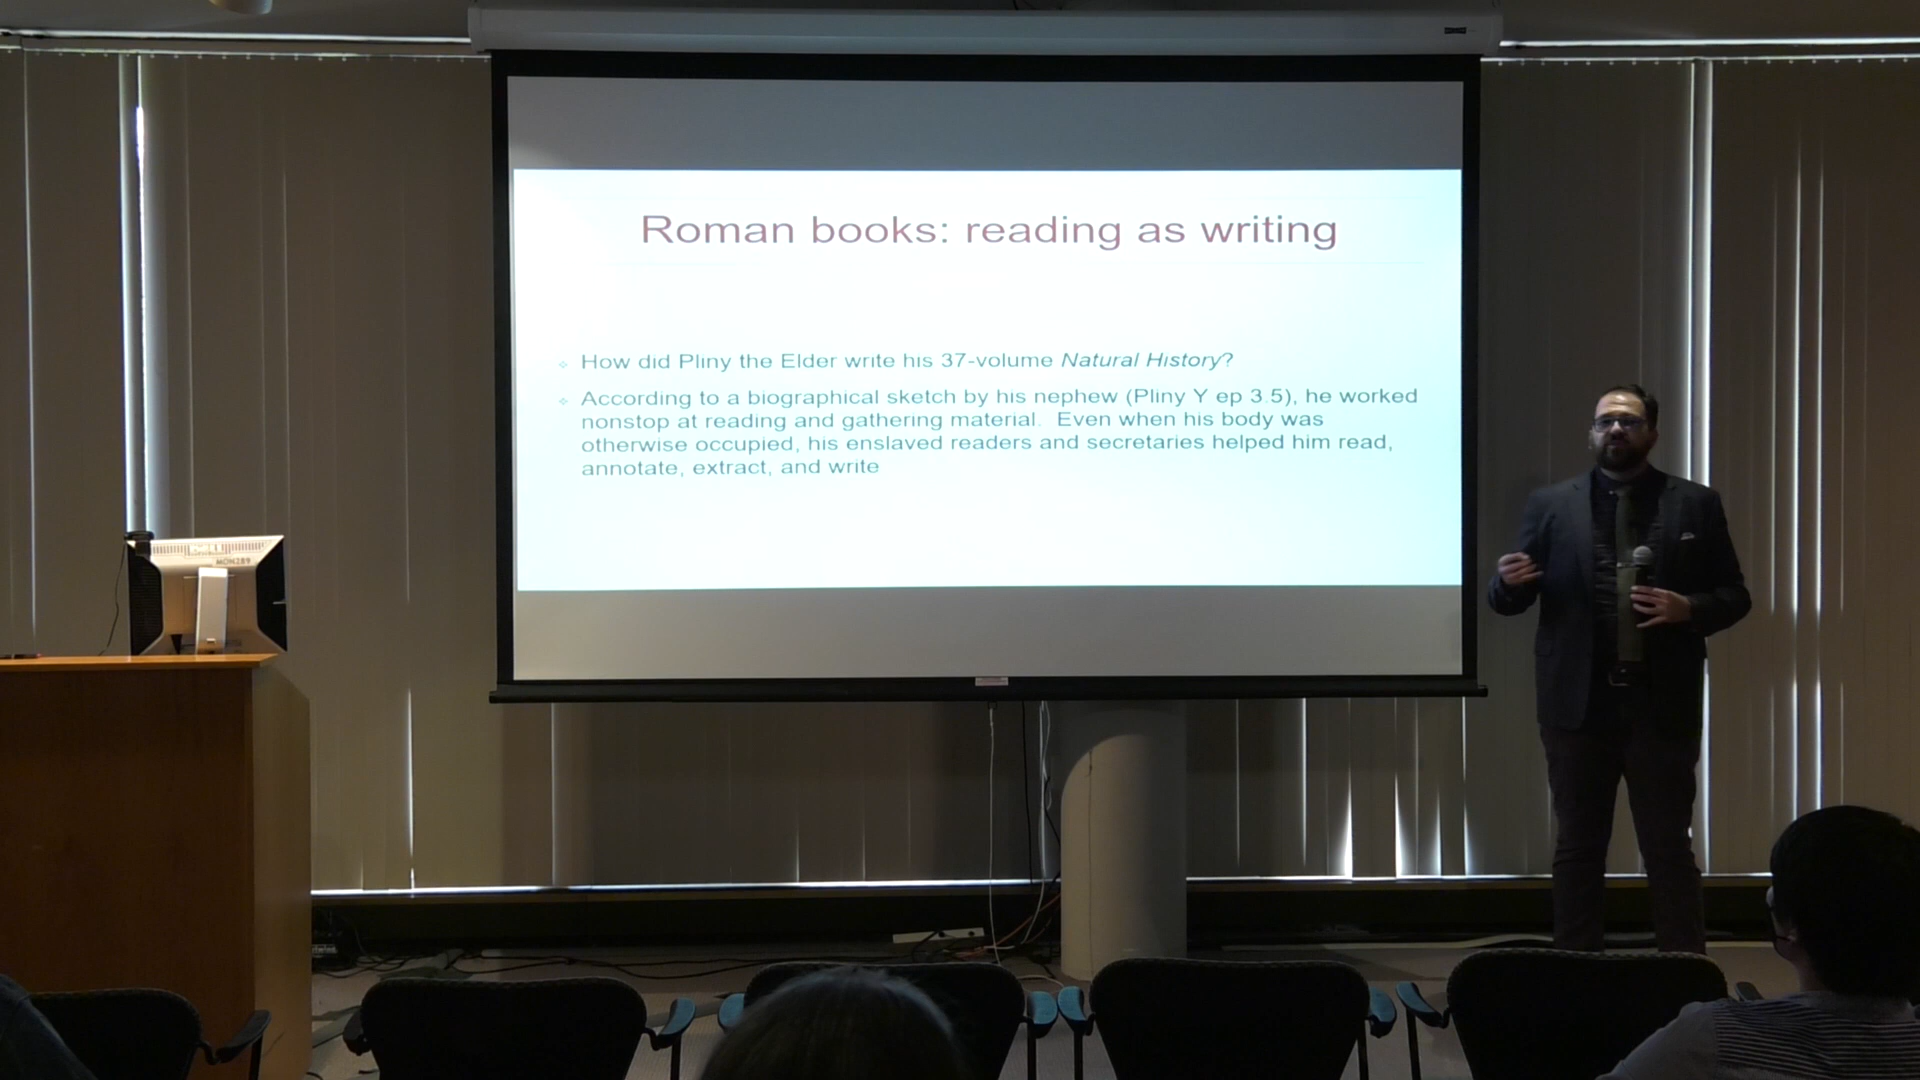 Roman books: reading as writing
How did Pliny the Elder write his 37-volume Natural History?
According to a biographical sketch by his nephew (Pliny Y ep 3.5), he worked
nonstop at reading and gathering material. Even when his body was
otherwise occupied, his enslaved readers and secretaries helped him read,
annotate, extract, and write
MON289